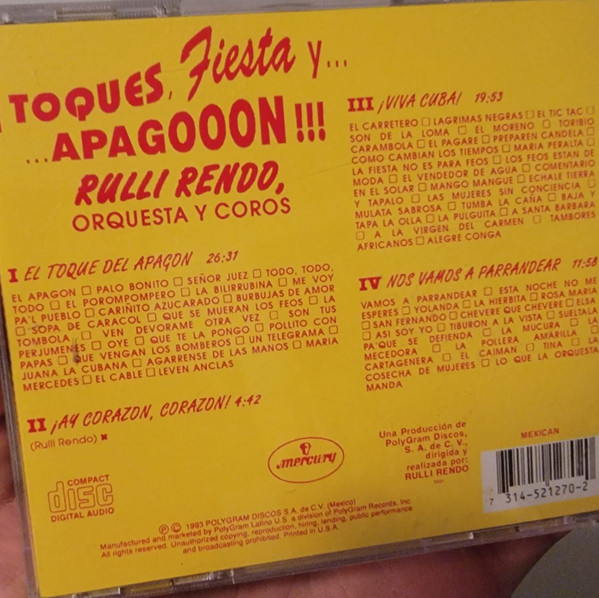 ¡ TOQUES, Fiesta y...
...APAGOOON!!!
RULLI RENDO,
ORQUESTA Y COROS
I EL TOQUE DEL APAGON 26:31
EL APAGON □ PALO BONITO □ SEÑOR JUEZ □ TODO, TODO,
TODO □ EL POROMPOMPERO □ LA BILIRRUBINA □ ME VOY
PA'L PUEBLO □ CARIÑITO AZUCARADO □ BURBUJAS DE AMOR
□ SOPA DE CARACOL □ QUE SE MUERAN LOS FEOS □ LA
TOMBOLA □ VEN DEVORAME OTRA VEZ □ SON TUS
PERJUMENES □ OYE □ QUE TE LA PONGO □ POLLITO CON
PAPAS □ QUE VENGAN LOS BOMBEROS □ UN TELEGRAMA □
JUANA LA CUBANA □ AGARRENSE DE LAS MANOS □ MARIA
MERCEDES □ EL CABLE □ LEVEN ANCLAS
II ¡AY CORAZON, CORAZON! 4:42
(Rulli Rendo) ✖
III ¡VIVA CUBA! 19:53
EL CARRETERO □ LAGRIMAS NEGRAS □ EL TIC TAC □
SON DE LA LOMA □ EL MORENO □ TORIBIO
CARAMBOLA □ EL PAGARE □ PREPAREN CANDELA □
COMO CAMBIAN LOS TIEMPOS □ MARIA PERALTA □
LA FIESTA NO ES PARA FEOS □ LOS FEOS ESTAN DE
MODA □ EL VENDEDOR DE AGUA □ COMENTARIO
EN EL SOLAR □ MANGO MANGUE □ ECHALE TIERRA
Y TAPALO □ LAS MUJERES SIN CONCIENCIA □
MULATA SABROSA □ TUMBA LA CAÑA □ BAJA Y
TAPA LA OLLA □ LA PULGUITA □ A SANTA BARBARA
□ A LA VIRGEN DEL CARMEN □ TAMBORES
AFRICANOS □ ALEGRE CONGA
IV NOS VAMOS A PARRANDEAR 11:58
VAMOS A PARRANDEAR □ ESTA NOCHE NO ME
ESPERES □ YOLANDA □ LA HIERBITA □ ROSA MARIA
□ SAN FERNANDO □ CHEVERE QUE CHEVERE □ ELSA
□ ASI SOY YO □ TIBURON A LA VISTA □ SUELTALA
PA'QUE SE DEFIENDA □ LA MUCURA □ LA
MECEDORA □ LA POLLERA AMARILLA □
CARTAGENERA □ EL CAIMAN □ TINA □ LA
COSECHA DE MUJERES □ LO QUE LA ORQUESTA
MANDA
COMPACT
disc
DIGITAL AUDIO
mercury
Una Producción de
PolyGram Discos,
S. A. de C. V.,
dirigida y
realizada por:
RULLI RENDO
MEXICAN
7 314-521270-2
℗ © 1993 POLYGRAM DISCOS S.A. de C.V. (Mexico)
Manufactured and marketed by PolyGram Latino U.S. a division of PolyGram Records, Inc.
All rights reserved. Unauthorized copying, reproduction, hiring, lending, public performance
and broadcasting prohibited. Printed in U.S.A.